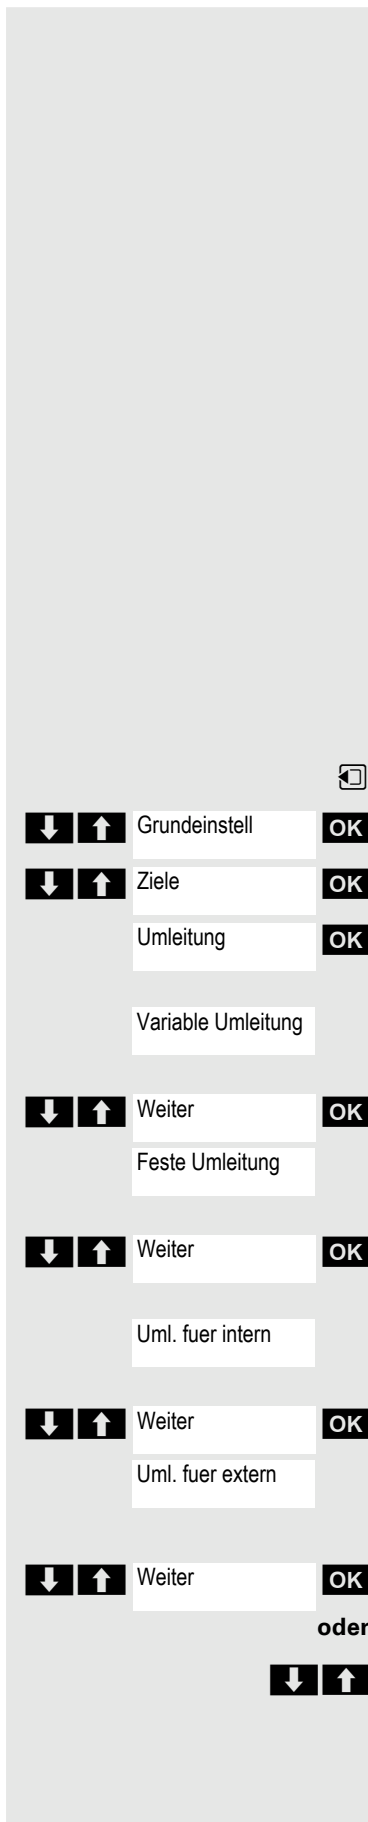 Grundeinstell OK
Ziele OK
Umleitung OK
Variable Umleitung
Weiter OK
Feste Umleitung
Weiter OK
Uml. fuer intern
Weiter OK
Uml. fuer extern
Weiter OK
oder